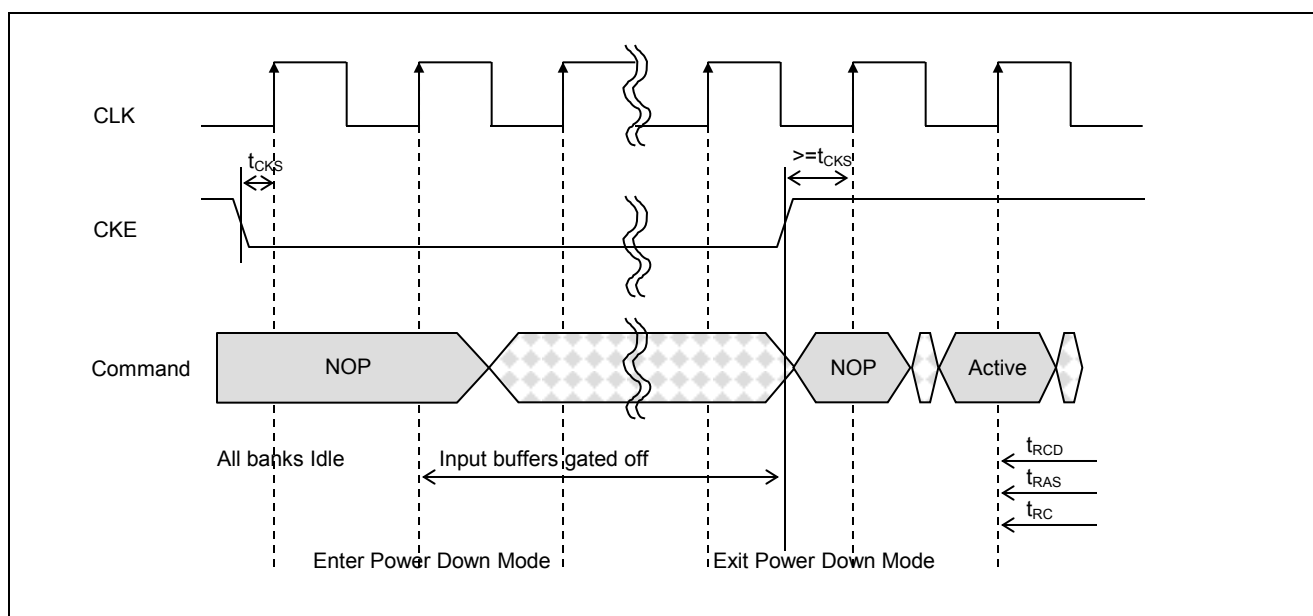 CLK
tCKS
>=tCKS
CKE
Command
NOP
NOP
Active
All banks Idle
Input buffers gated off
tRCD
tRAS
tRC
Enter Power Down Mode
Exit Power Down Mode